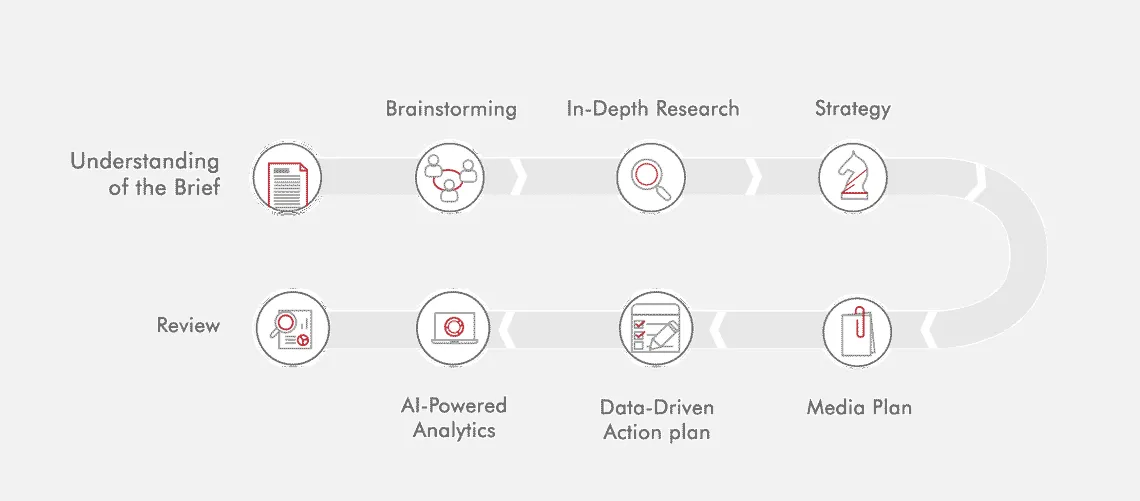 Understanding
of the Brief
Brainstorming
In-Depth Research
Strategy
Media Plan
Data-Driven
Action plan
AI-Powered
Analytics
Review